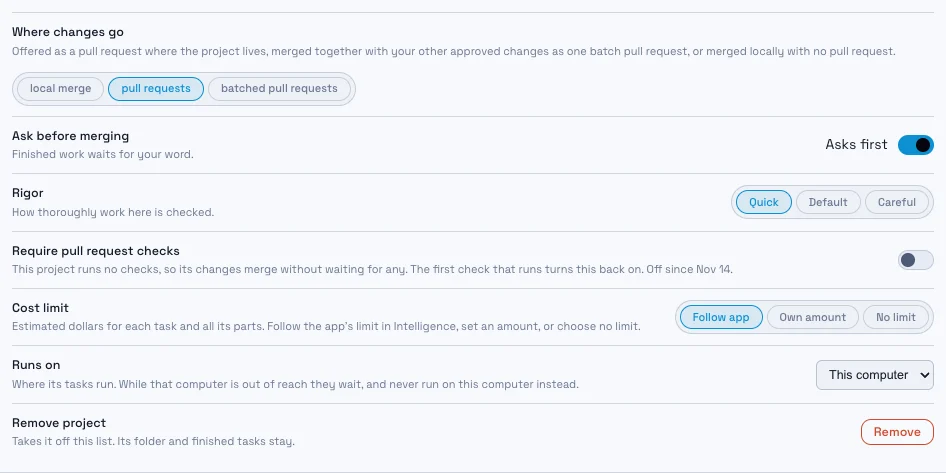 Where changes go
Offered as a pull request where the project lives, merged together with your other approved changes as one batch pull request, or merged locally with no pull request.
local merge
pull requests
batched pull requests
Ask before merging
Finished work waits for your word.
Asks first
Rigor
How thoroughly work here is checked.
Quick
Default
Careful
Require pull request checks
This project runs no checks, so its changes merge without waiting for any. The first check that runs turns this back on. Off since Nov 14.
Cost limit
Estimated dollars for each task and all its parts. Follow the app's limit in Intelligence, set an amount, or choose no limit.
Follow app
Own amount
No limit
Runs on
Where its tasks run. While that computer is out of reach they wait, and never run on this computer instead.
This computer
Remove project
Takes it off this list. Its folder and finished tasks stay.
Remove